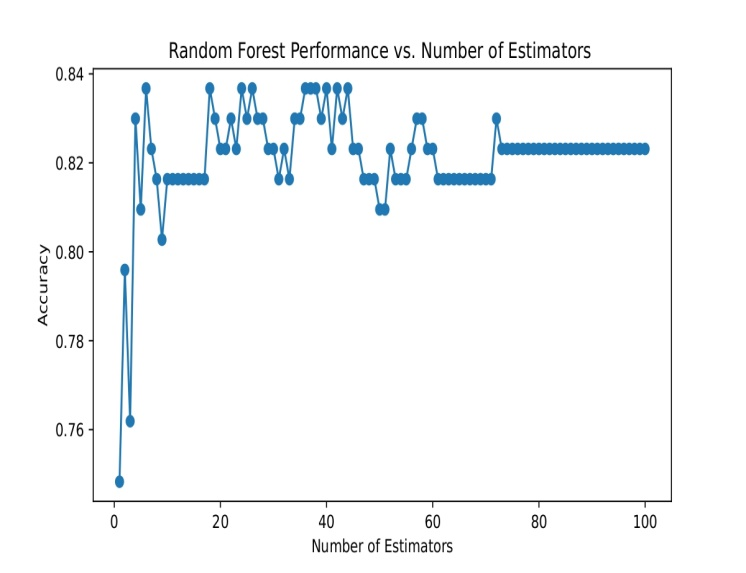 Random Forest Performance vs. Number of Estimators
0.84
0.82
0.80
0.78
0.76
Accuracy
0 20 40 60 80 100
Number of Estimators